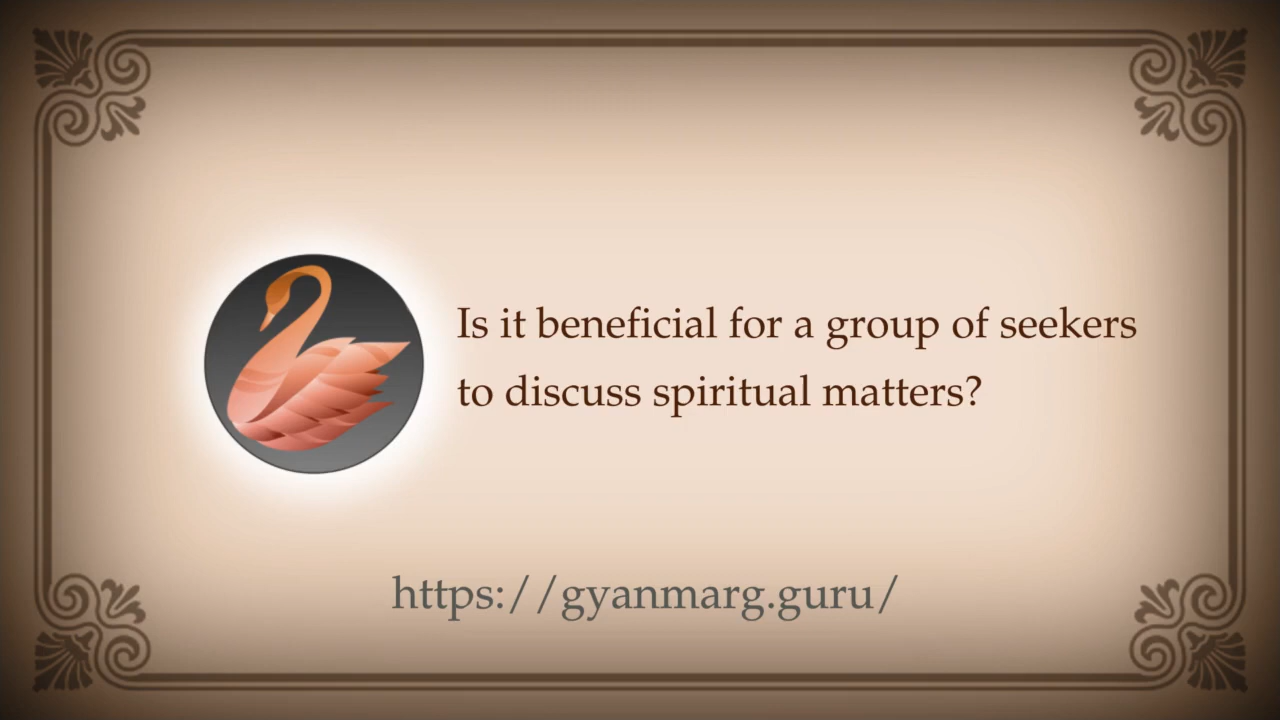 Is it beneficial for a group of seekers
to discuss spiritual matters?
https://gyanmarg.guru/